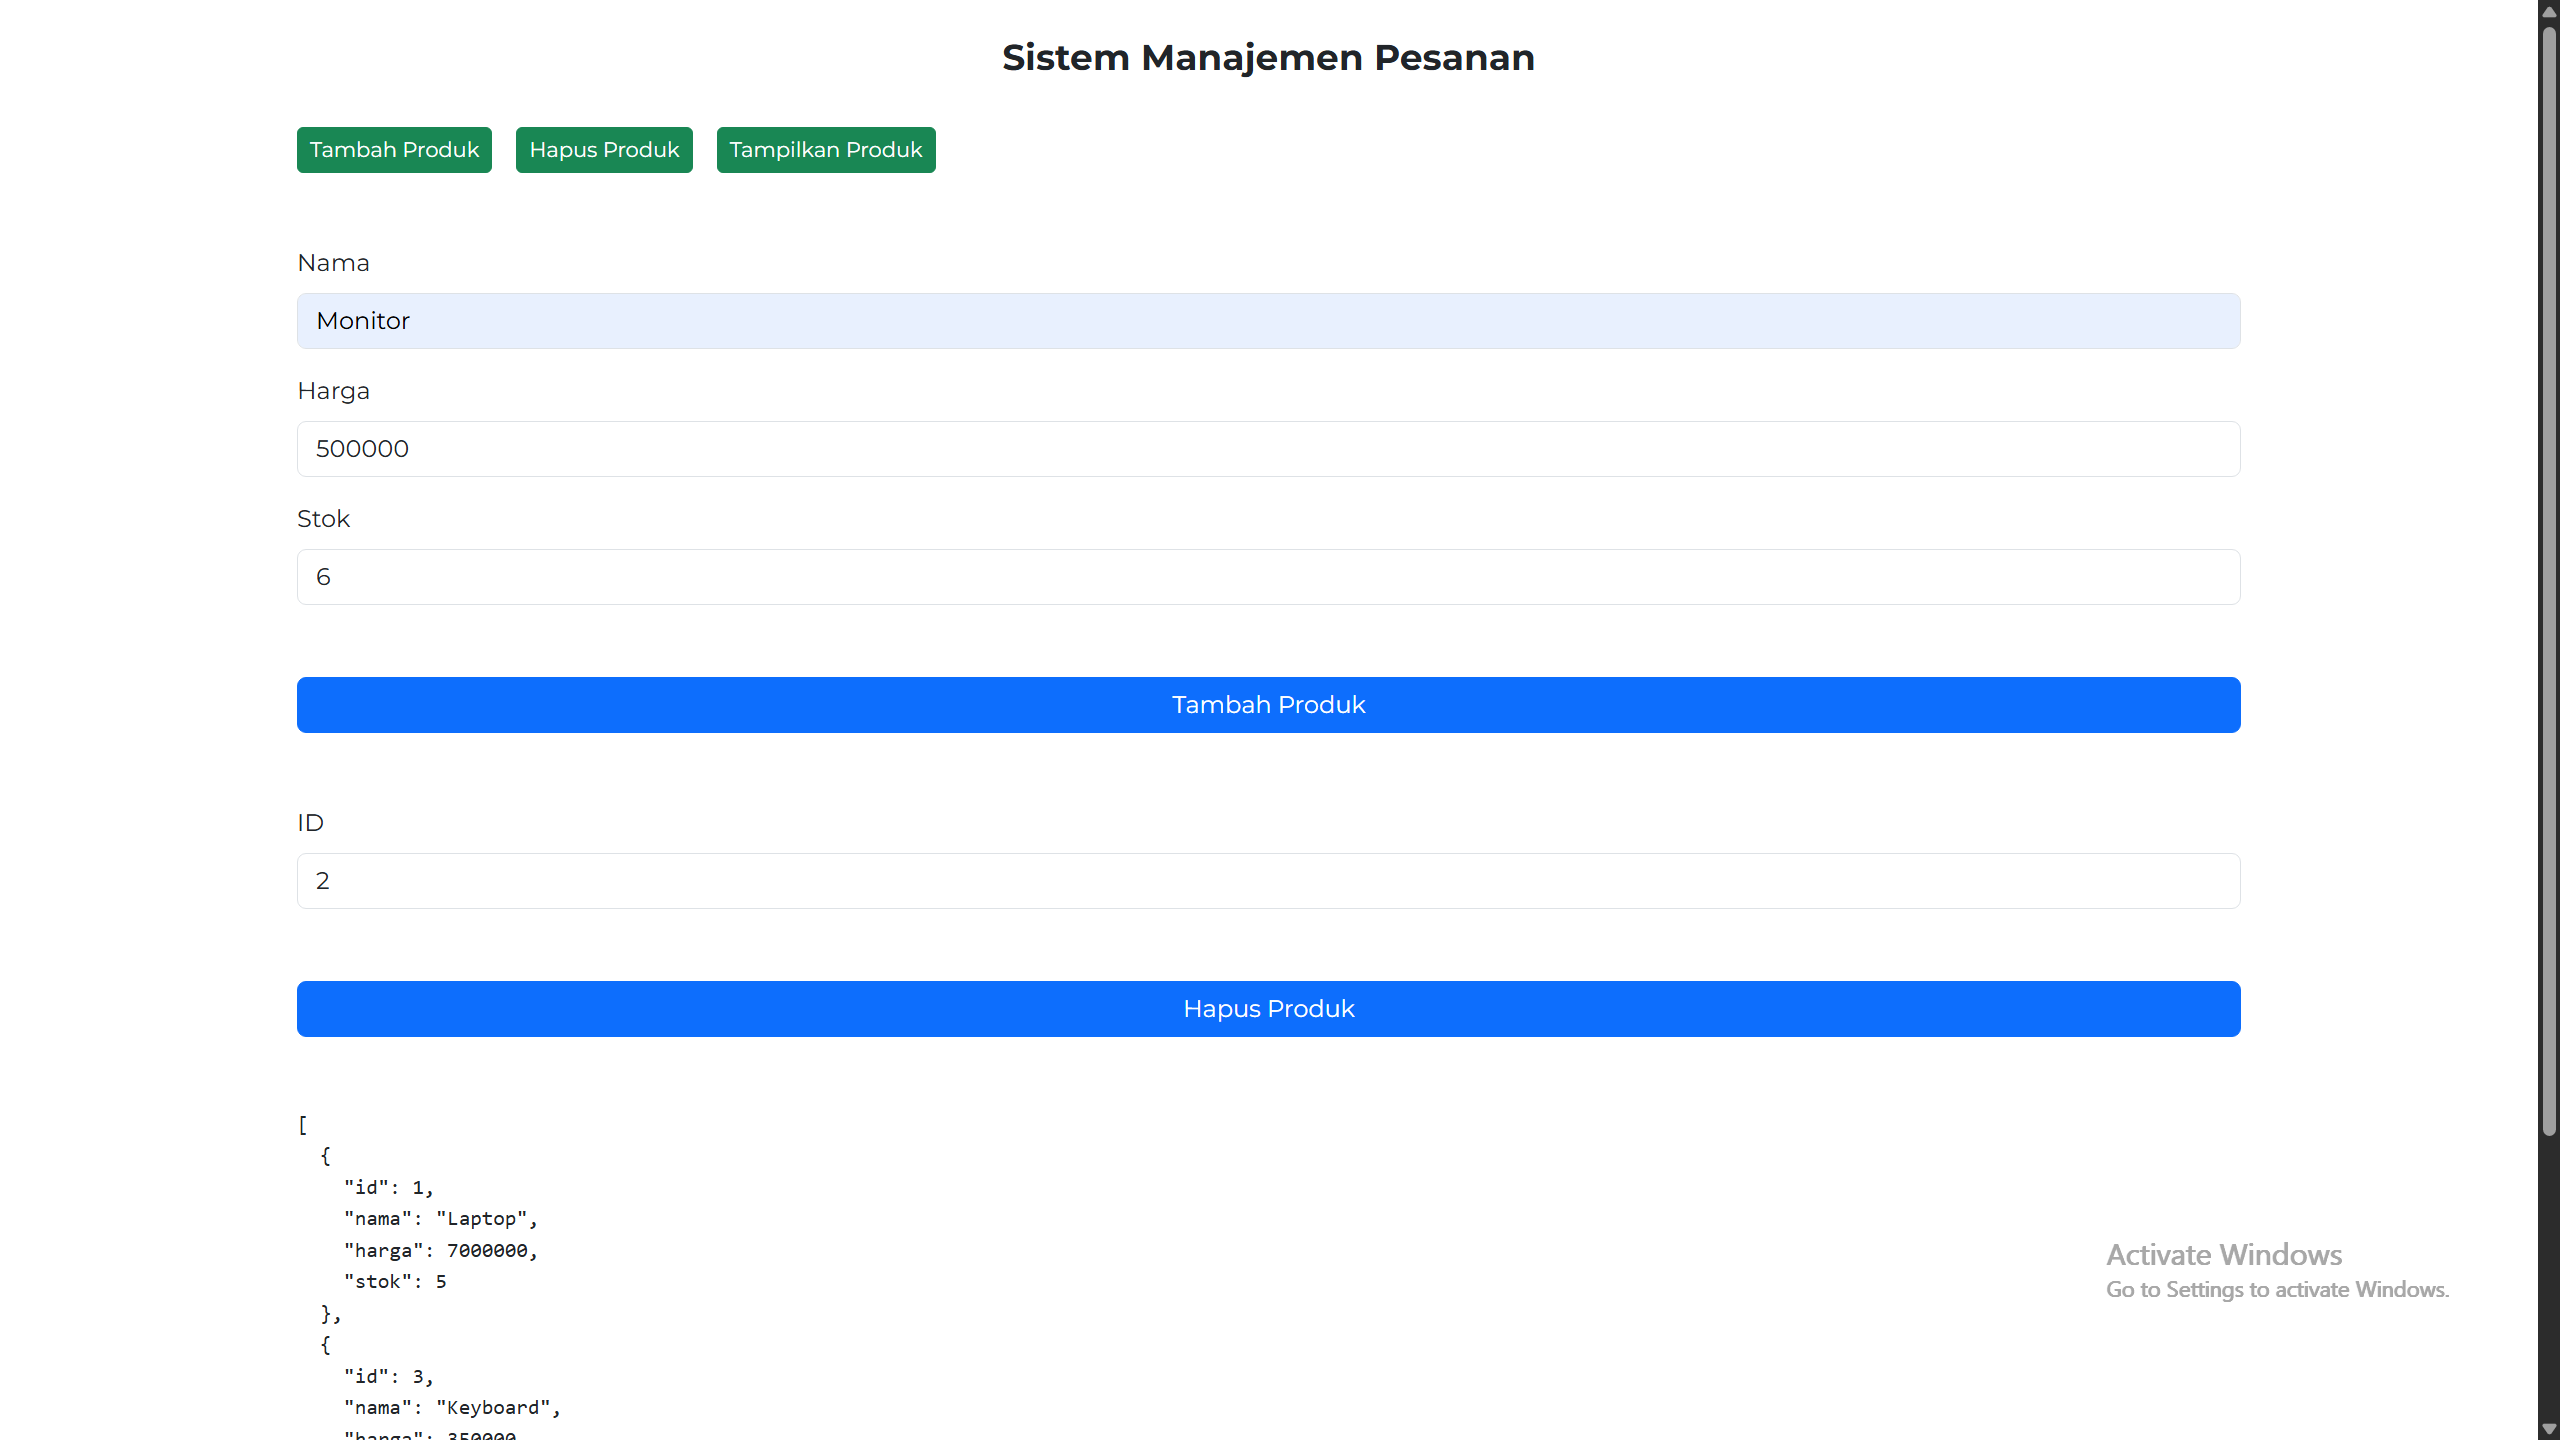 Sistem Manajemen Pesanan
Tambah Produk Hapus Produk Tampilkan Produk
Nama
Monitor
Harga
500000
Stok
6
Tambah Produk
ID
2
Hapus Produk
[
  {
    "id": 1,
    "nama": "Laptop",
    "harga": 7000000,
    "stok": 5
  },
  {
    "id": 3,
    "nama": "Keyboard",
    "harga": 350000
Activate Windows
Go to Settings to activate Windows.